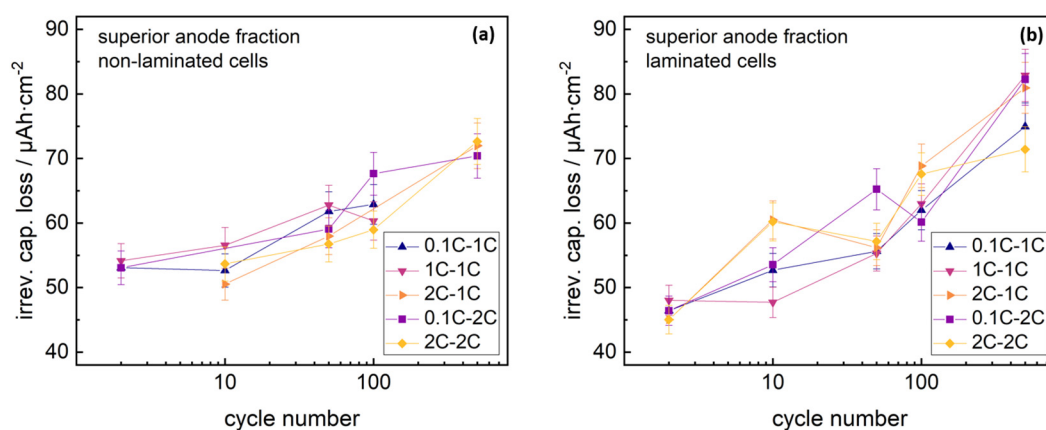 (a)
superior anode fraction
non-laminated cells
irrev. cap. loss / µAh·cm⁻²
90
80
70
60
50
40
10
100
cycle number
0.1C-1C
1C-1C
2C-1C
0.1C-2C
2C-2C
(b)
superior anode fraction
laminated cells
irrev. cap. loss / µAh·cm⁻²
90
80
70
60
50
40
10
100
cycle number
0.1C-1C
1C-1C
2C-1C
0.1C-2C
2C-2C